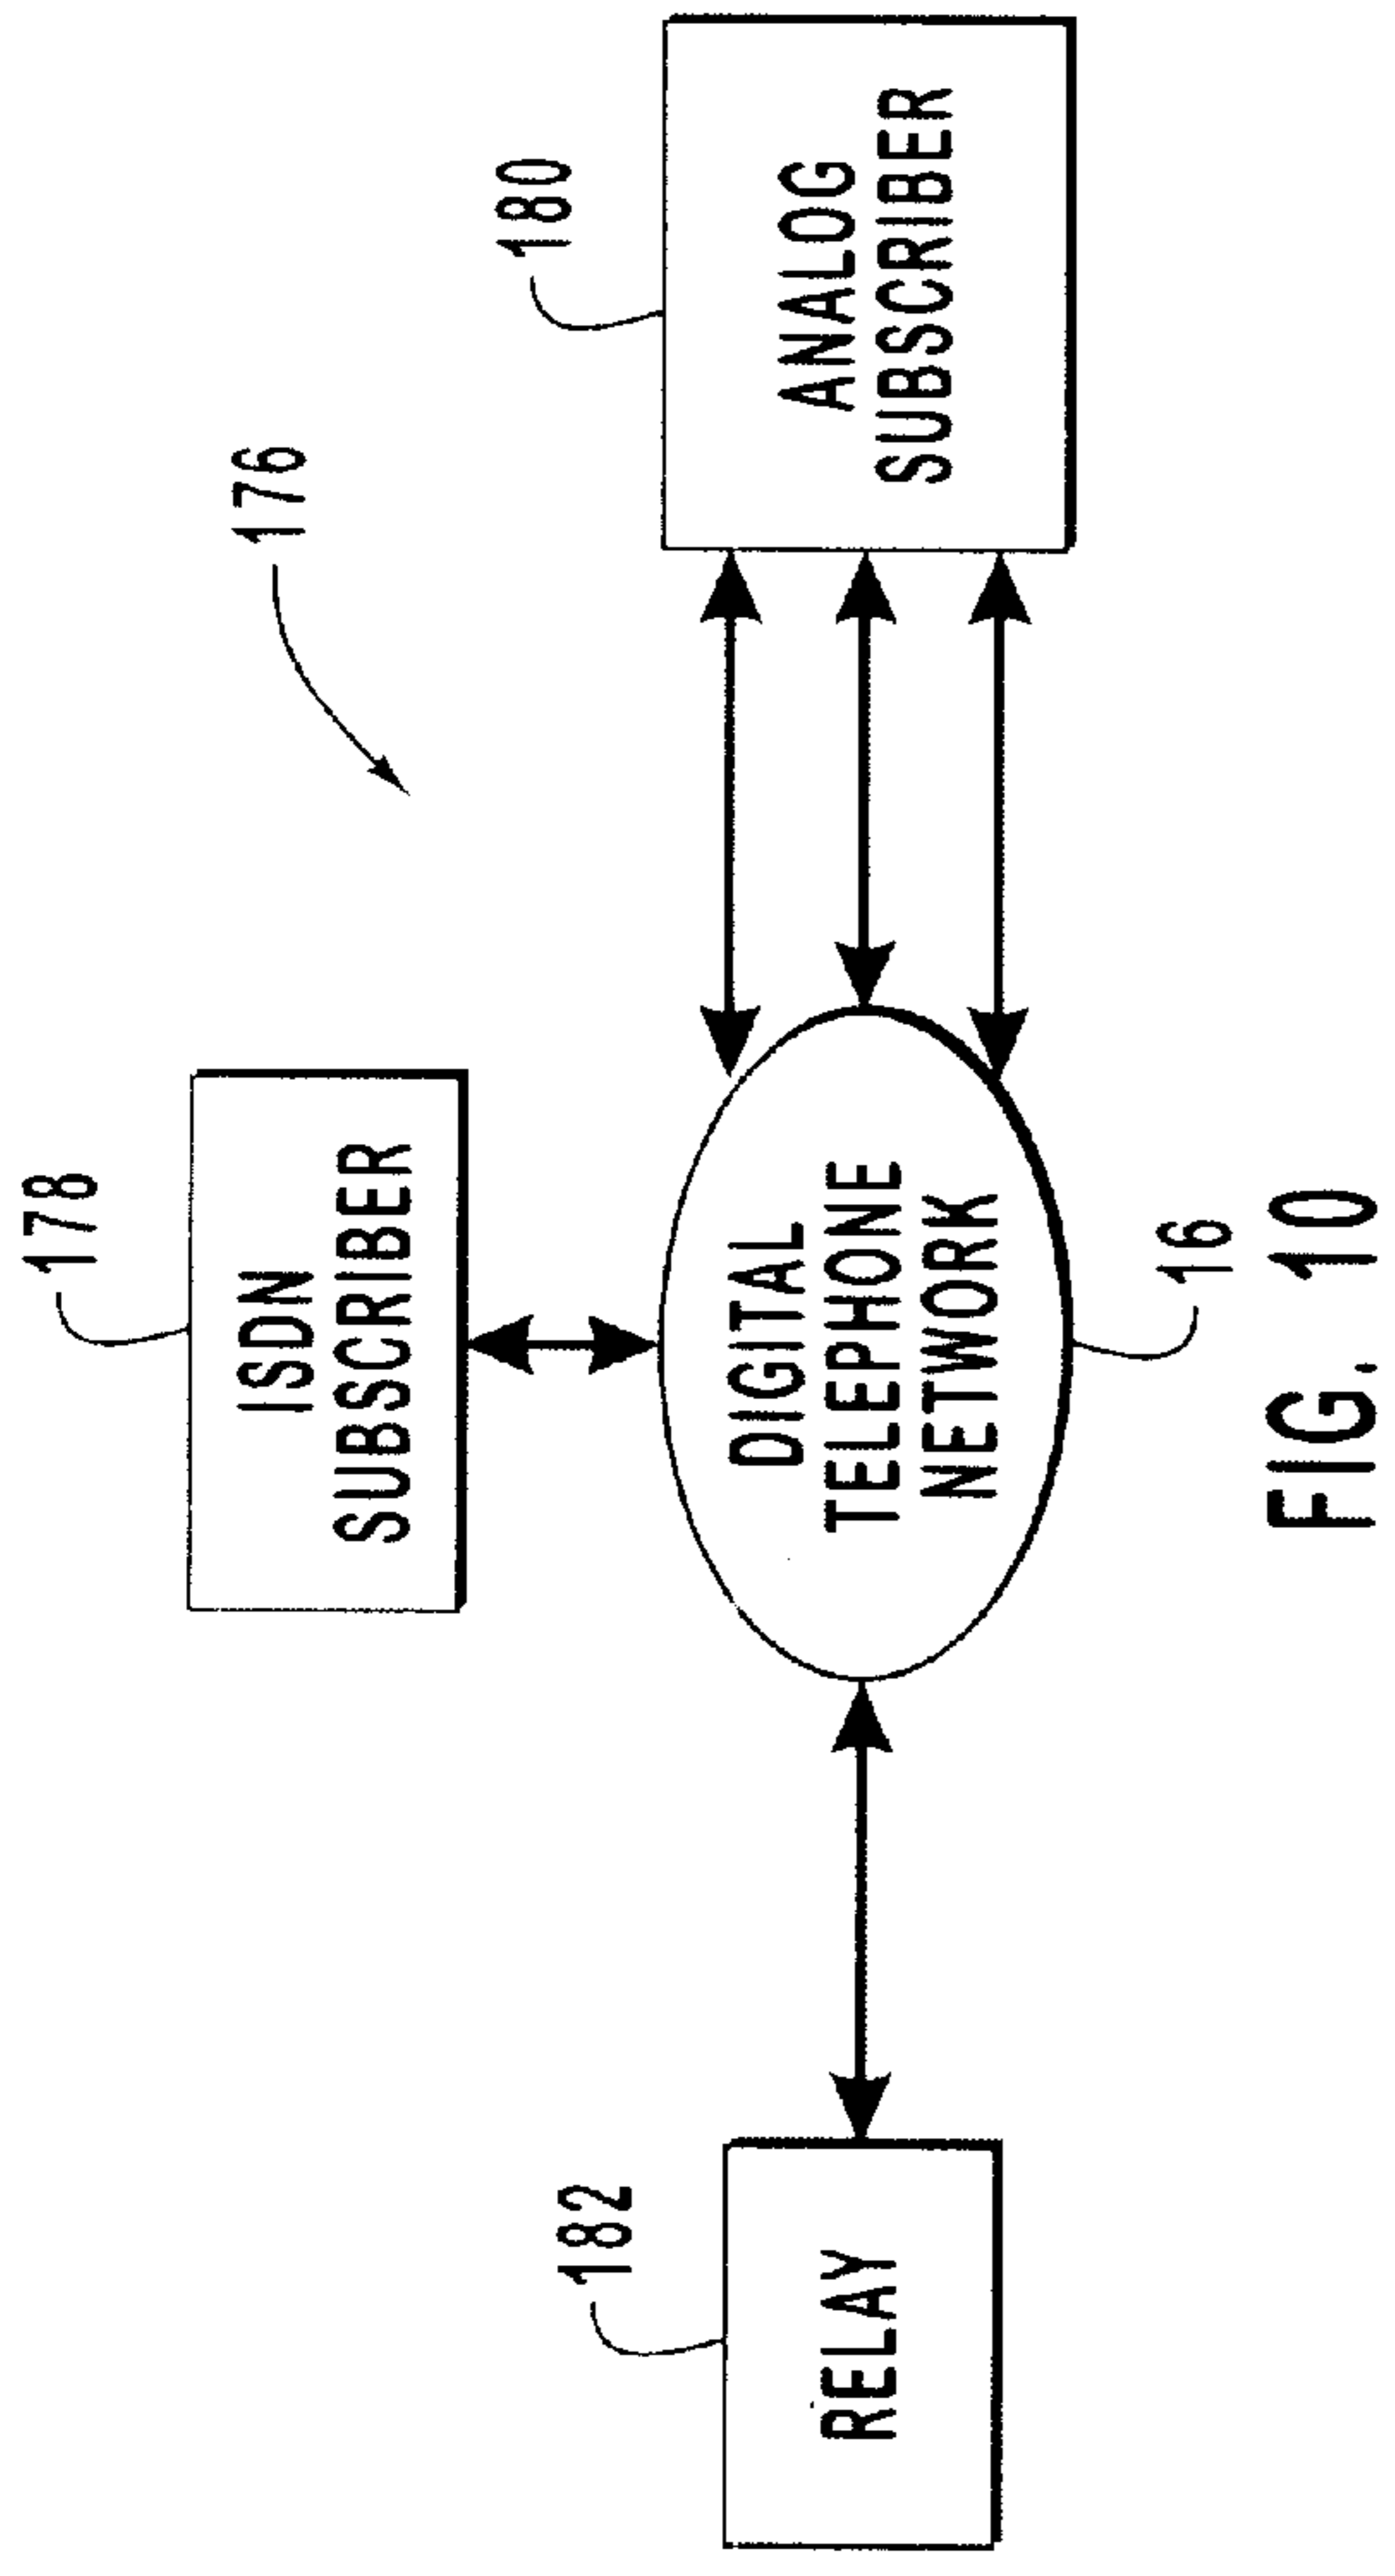 176
178
ISDN
SUBSCRIBER
182
RELAY
DIGITAL
TELEPHONE
NETWORK
16
180
ANALOG
SUBSCRIBER
FIG. 10